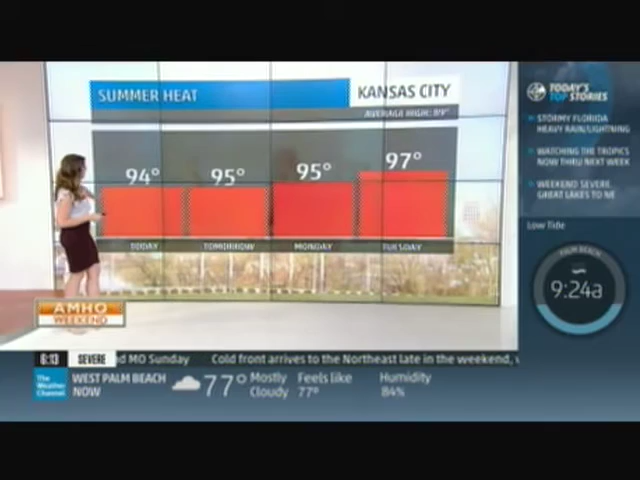 SUMMER HEAT
KANSAS CITY
AVERAGE HIGH: 89°
94°
95°
95°
97°
TODAY
TOMORROW
MONDAY
TUESDAY
AMHQ
WEEKEND
TODAY'S
TOP STORIES
STORMY FLORIDA
HEAVY RAIN/LIGHTNING
WATCHING THE TROPICS
NOW THRU NEXT WEEK
WEEKEND SEVERE,
GREAT LAKES TO NE
LOW TIDE
PALM BEACH
9:24a
6:13
SEVERE
nd MO Sunday Cold front arrives to the Northeast late in the weekend,
The
Weather
Channel
WEST PALM BEACH
NOW
77°
Mostly
Cloudy
Feels like
77°
Humidity
84%